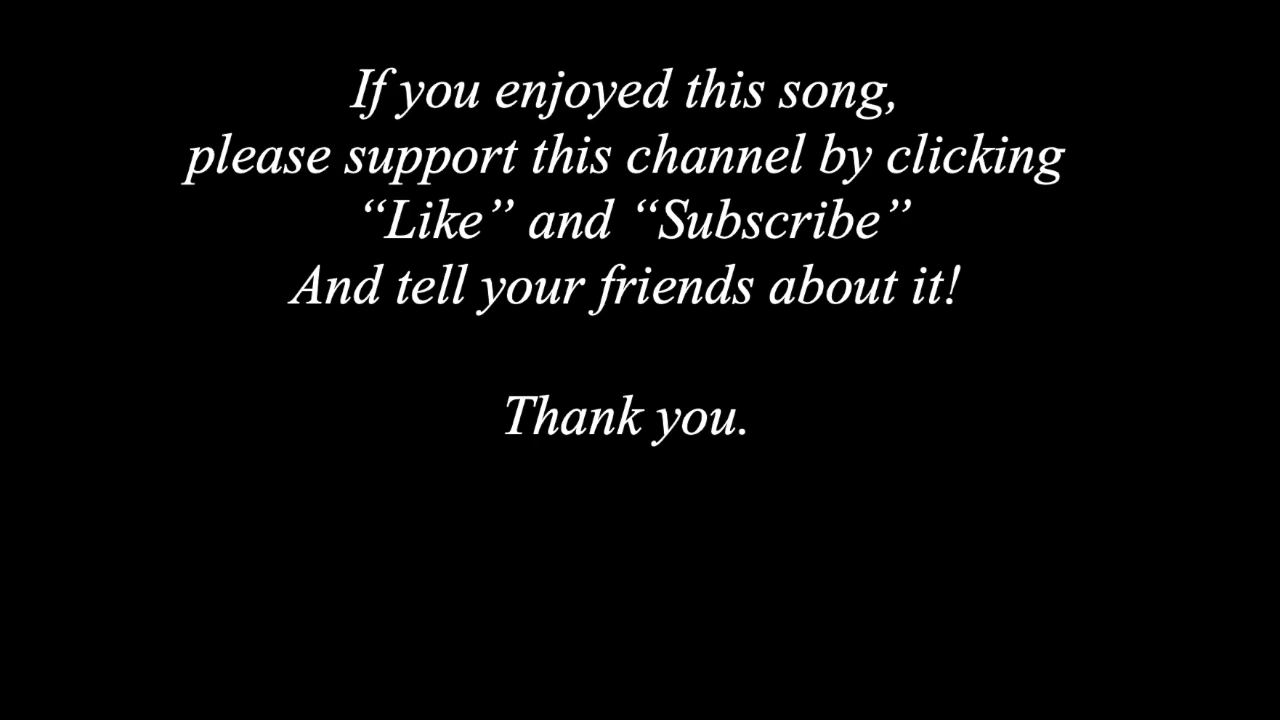 If you enjoyed this song,
please support this channel by clicking
“Like” and “Subscribe”
And tell your friends about it!
Thank you.